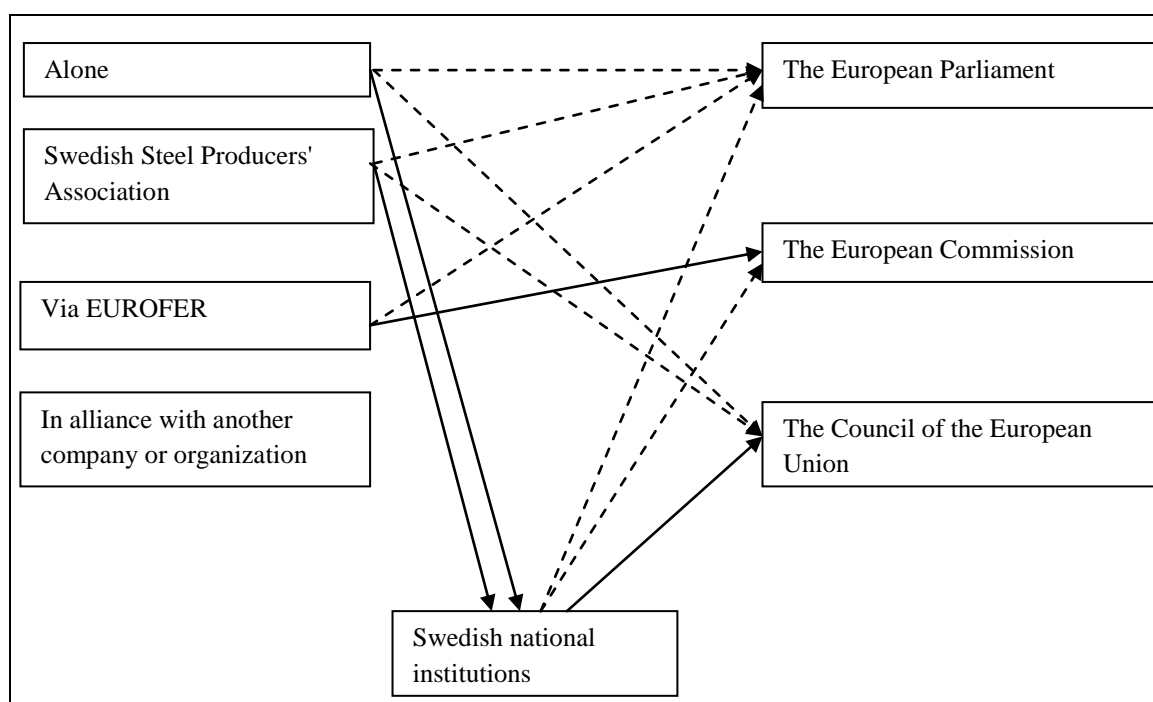 Alone
Swedish Steel Producers'
Association
Via EUROFER
In alliance with another
company or organization
The European Parliament
The European Commission
The Council of the European
Union
Swedish national
institutions